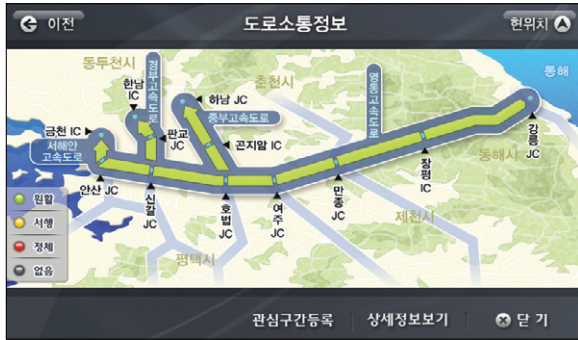 이전
도로소통정보
현위치
동두천시
경부고속도로
한남
IC
하남 JC
춘천시
영동고속도로
동해
금천 IC
판교
JC
중부고속도로
서해안
고속도로
곤지암 IC
강릉
JC
동해시
안산 JC
신갈
JC
호법
JC
여주
JC
만종
JC
장평
IC
제천시
평택시
원활
서행
정체
없음
관심구간등록
상세정보보기
닫 기